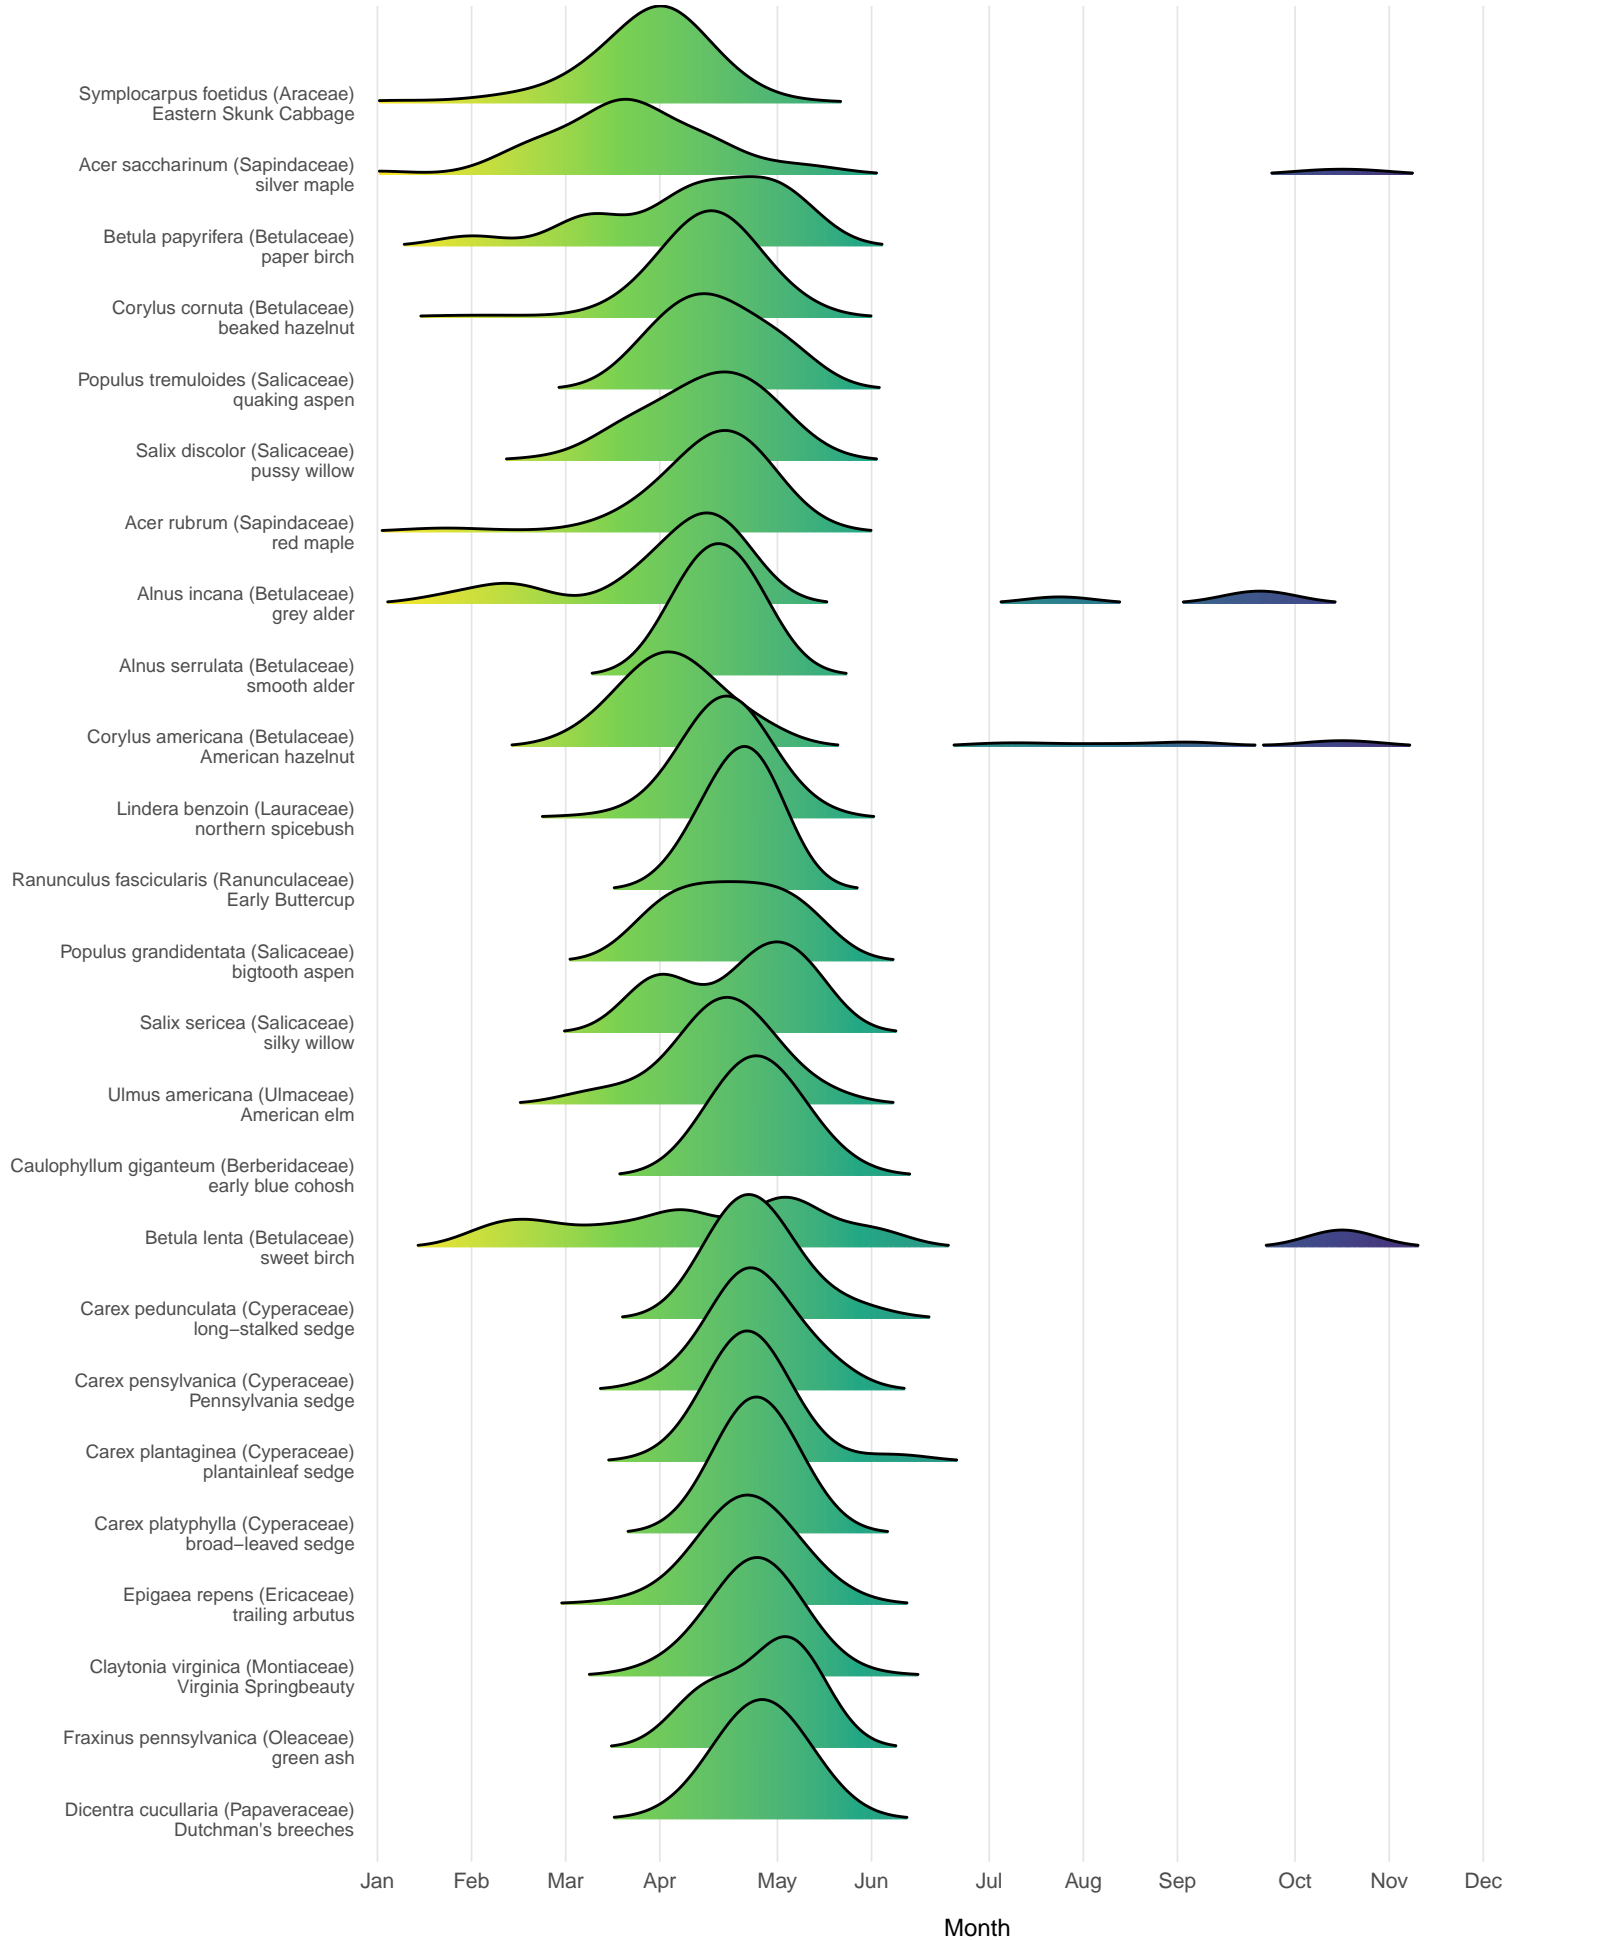 Symplocarpus foetidus (Araceae)
Eastern Skunk Cabbage
Acer saccharinum (Sapindaceae)
silver maple
Betula papyrifera (Betulaceae)
paper birch
Corylus cornuta (Betulaceae)
beaked hazelnut
Populus tremuloides (Salicaceae)
quaking aspen
Salix discolor (Salicaceae)
pussy willow
Acer rubrum (Sapindaceae)
red maple
Alnus incana (Betulaceae)
grey alder
Alnus serrulata (Betulaceae)
smooth alder
Corylus americana (Betulaceae)
American hazelnut
Lindera benzoin (Lauraceae)
northern spicebush
Ranunculus fascicularis (Ranunculaceae)
Early Buttercup
Populus grandidentata (Salicaceae)
bigtooth aspen
Salix sericea (Salicaceae)
silky willow
Ulmus americana (Ulmaceae)
American elm
Caulophyllum giganteum (Berberidaceae)
early blue cohosh
Betula lenta (Betulaceae)
sweet birch
Carex pedunculata (Cyperaceae)
long−stalked sedge
Carex pensylvanica (Cyperaceae)
Pennsylvania sedge
Carex plantaginea (Cyperaceae)
plantainleaf sedge
Carex platyphylla (Cyperaceae)
broad−leaved sedge
Epigaea repens (Ericaceae)
trailing arbutus
Claytonia virginica (Montiaceae)
Virginia Springbeauty
Fraxinus pennsylvanica (Oleaceae)
green ash
Dicentra cucullaria (Papaveraceae)
Dutchman's breeches
Jan Feb Mar Apr May Jun Jul Aug Sep Oct Nov Dec
Month